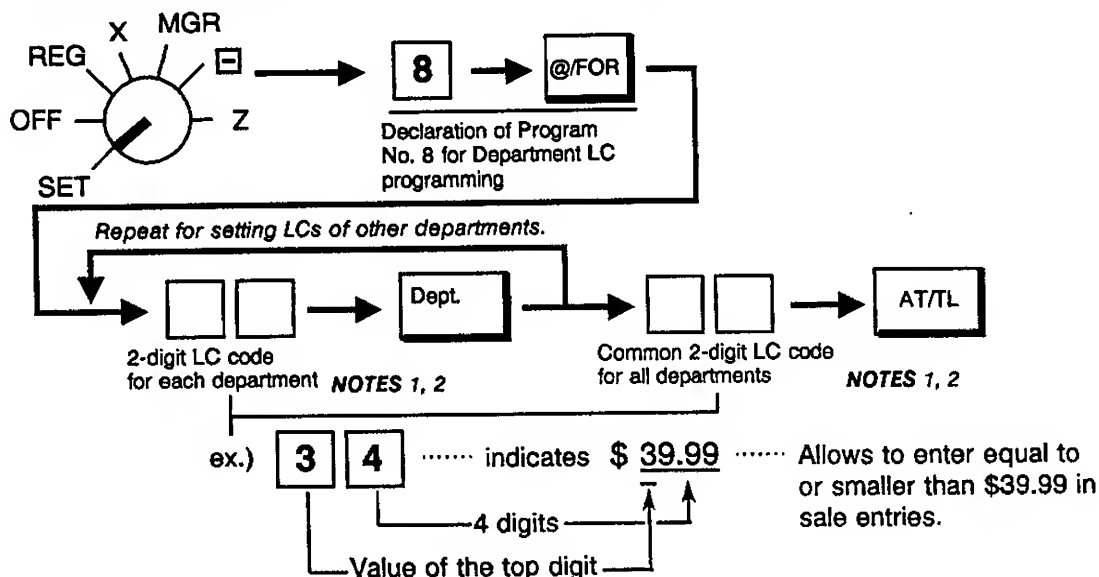 X MGR
REG ⊟
OFF Z
SET
8 @/FOR
Declaration of Program
No. 8 for Department LC
programming
Repeat for setting LCs of other departments.
Dept. AT/TL
2-digit LC code
for each department NOTES 1, 2
Common 2-digit LC code
for all departments NOTES 1, 2
ex.) 3 4 ······· indicates $ 39.99 ······· Allows to enter equal to
or smaller than $39.99 in
sale entries.
4 digits
Value of the top digit